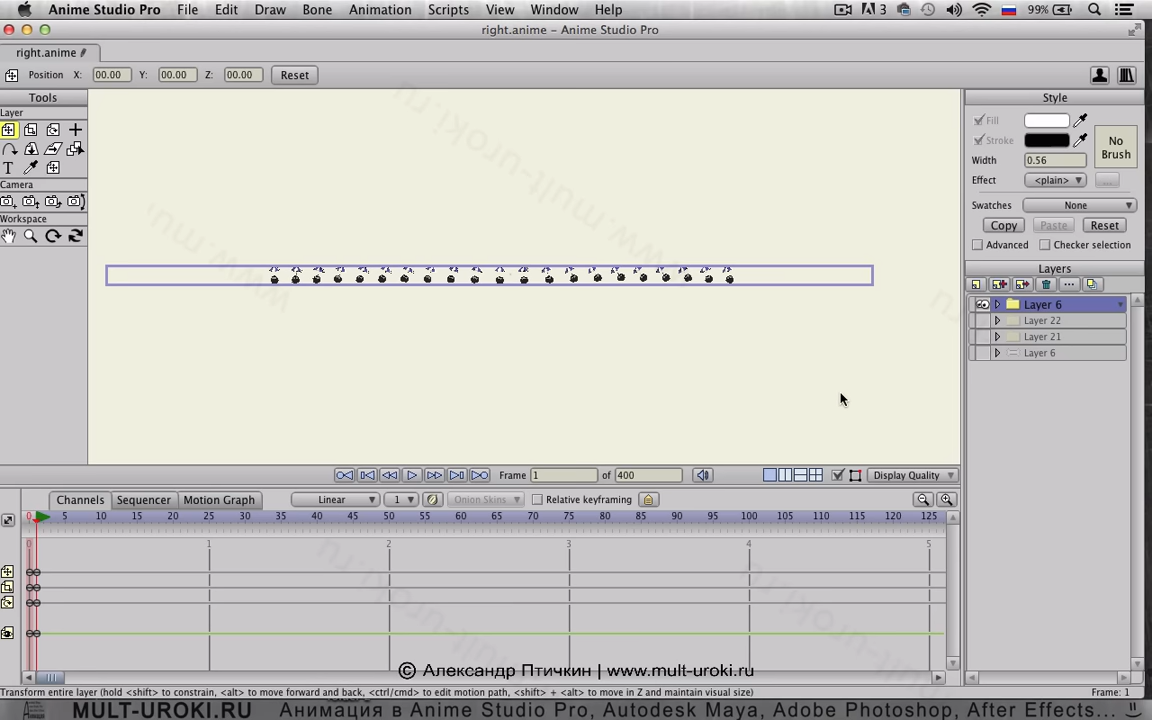 Anime Studio Pro File Edit Draw Bone Animation Scripts View Window Help 3 99%
right.anime – Anime Studio Pro
right.anime
Position X: 00.00 Y: 00.00 Z: 00.00 Reset
Tools
Layer
T
Camera
Workspace
Style
Fill
Stroke
No Brush
Width 0.56
Effect <plain> ...
Swatches None
Copy Paste Reset
Advanced Checker selection
Layers
Layer 6
Layer 22
Layer 21
Layer 6
www.mult-uroki.ru
Frame 1 of 400 Display Quality
Channels Sequencer Motion Graph Linear 1 Onion Skins Relative keyframing
0 5 10 15 20 25 30 35 40 45 50 55 60 65 70 75 80 85 90 95 100 105 110 115 120 125
0 1 2 3 4 5
© Александр Птичкин | www.mult-uroki.ru
Transform entire layer (hold <shift> to constrain, <alt> to move forward and back, <ctrl/cmd> to edit motion path, <shift> + <alt> to move in Z and maintain visual size) Frame: 1
MULT-UROKI.RU Анимация в Anime Studio Pro, Autodesk Maya, Adobe Photoshop, After Effects...